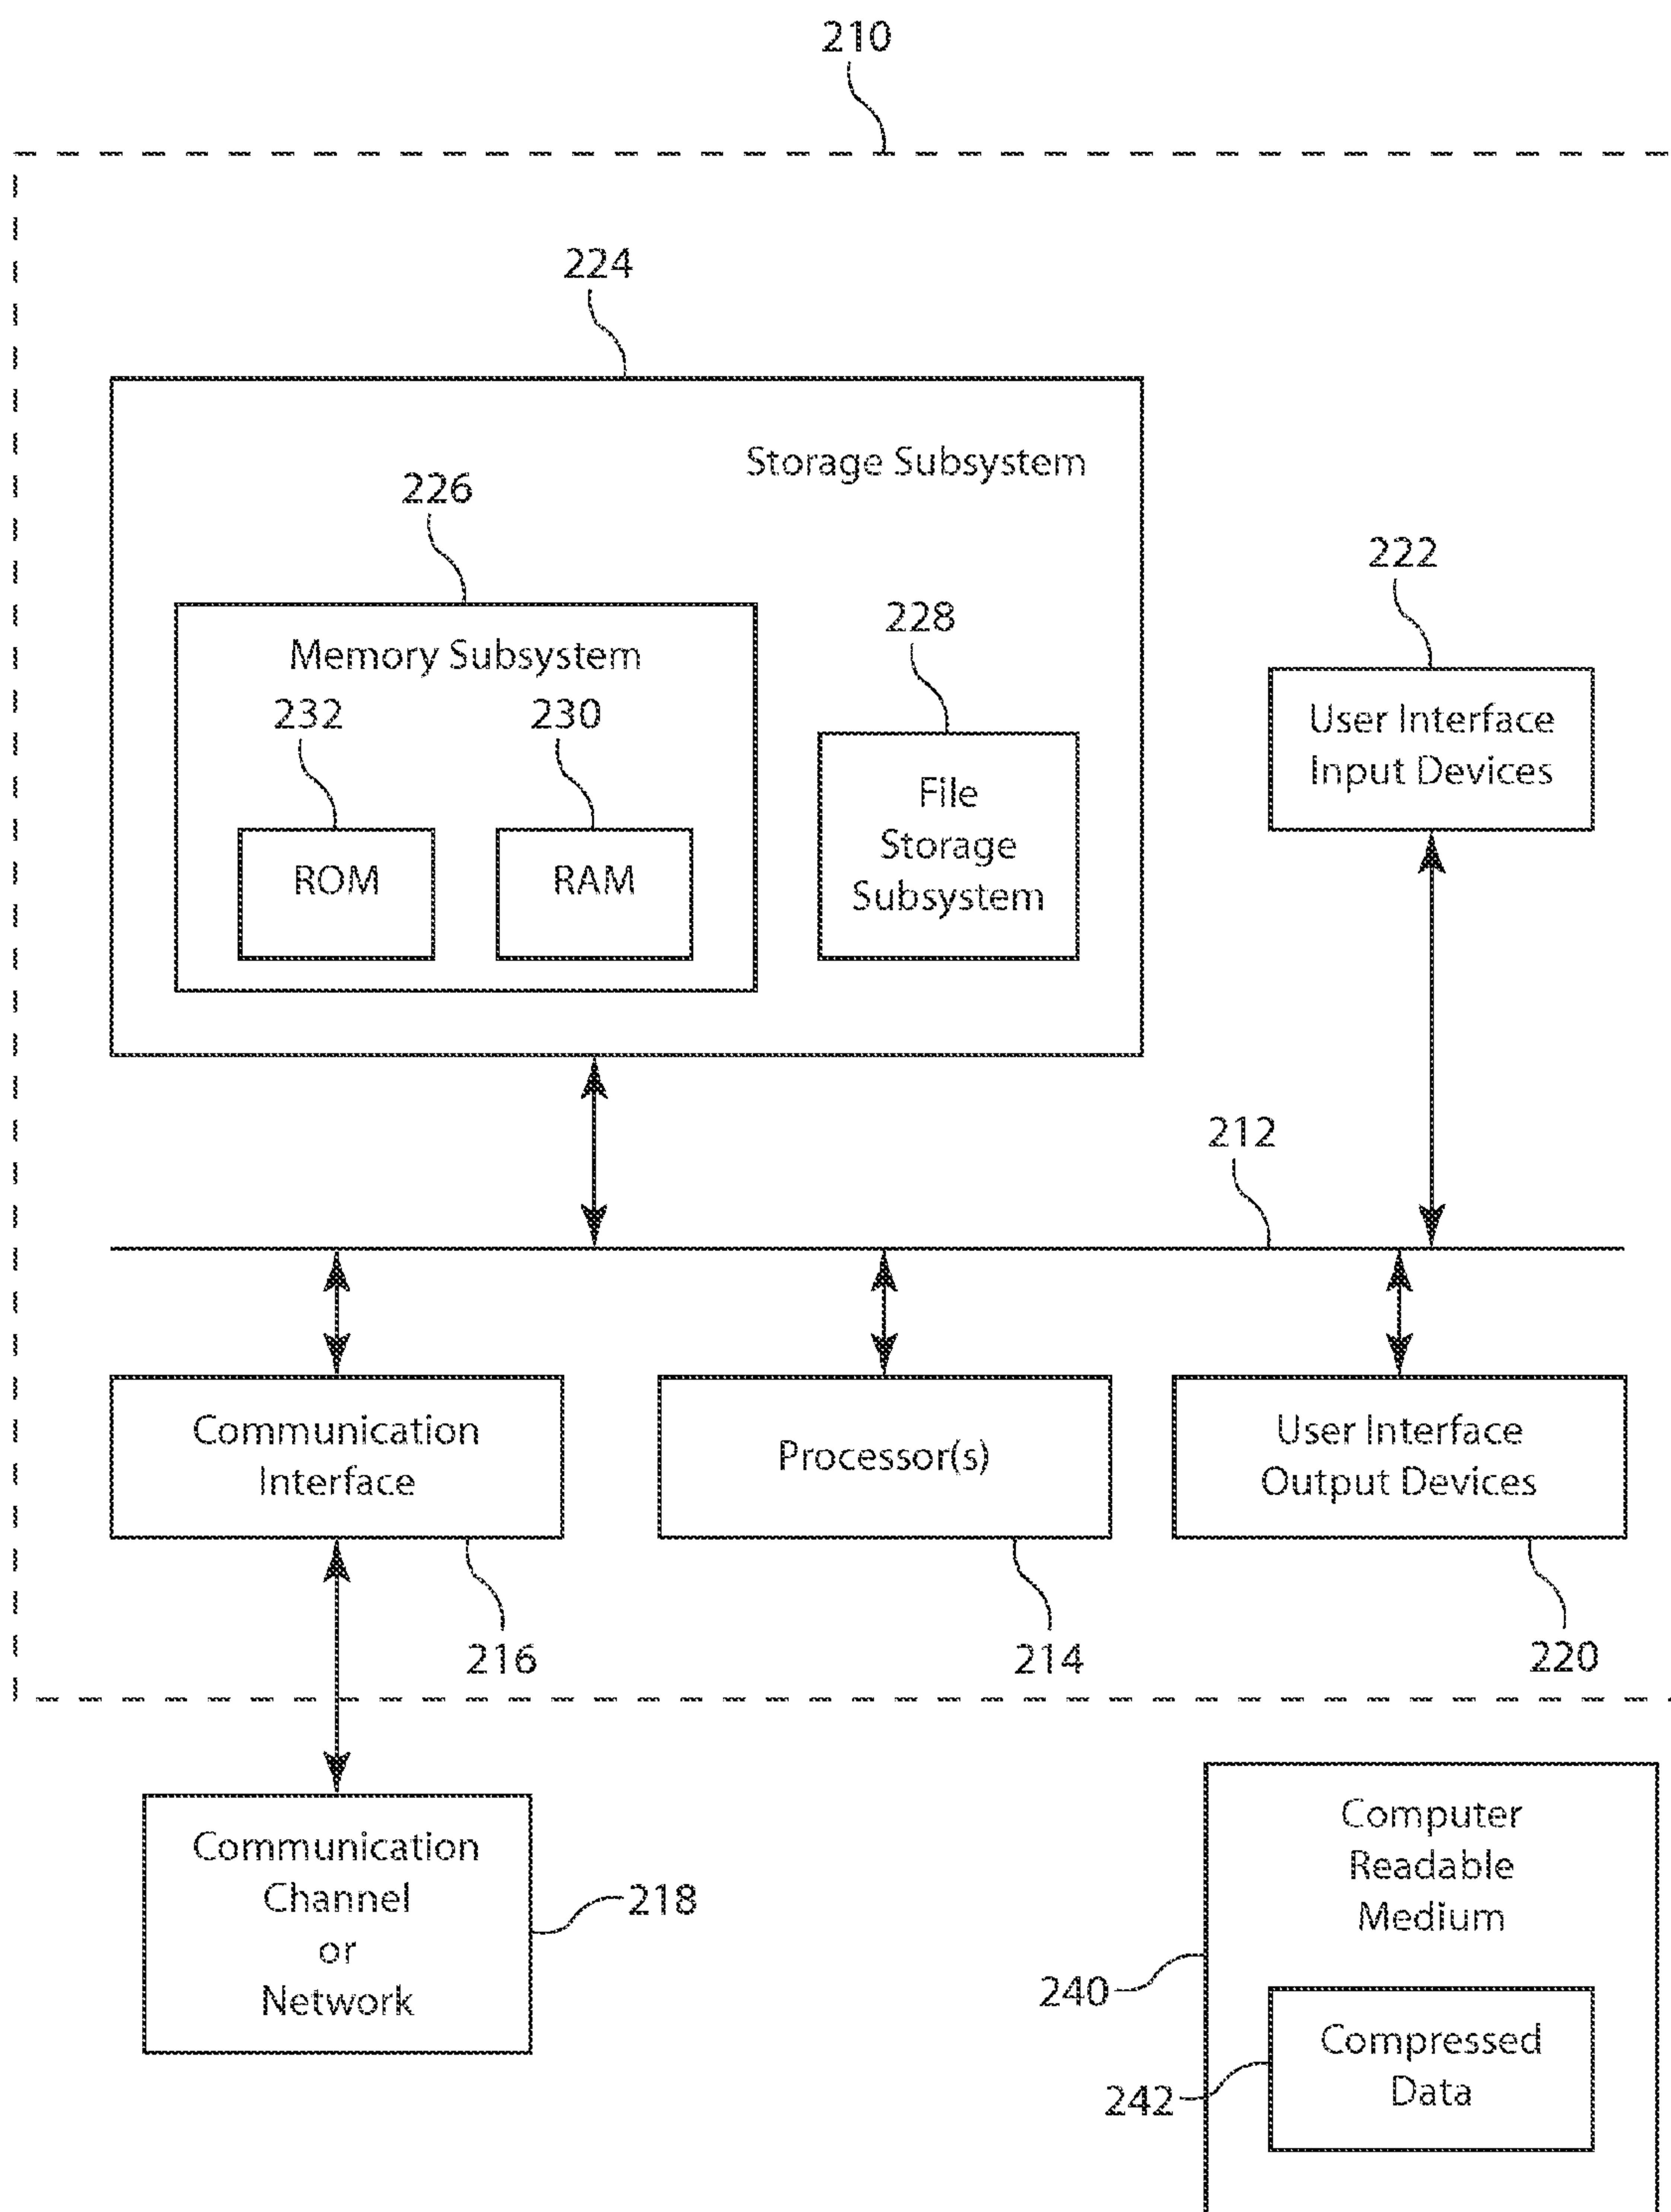 210
224
Storage Subsystem
226
222
228
Memory Subsystem
232
230
User Interface
Input Devices
File
Storage
Subsystem
ROM
RAM
212
Communication
Interface
Processor(s)
User Interface
Output Devices
216
214
220
Communication
Channel
or
Network
218
Computer
Readable
Medium
240
Compressed
Data
242